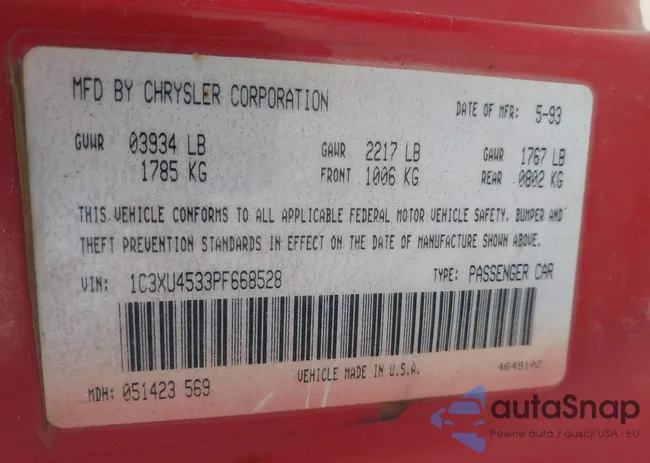 MFD BY CHRYSLER CORPORATION DATE OF MFR: 5-93
GVWR 03934 LB GAWR 2217 LB GAWR 1767 LB
1785 KG FRONT 1006 KG REAR 0802 KG
THIS VEHICLE CONFORMS TO ALL APPLICABLE FEDERAL MOTOR VEHICLE SAFETY, BUMPER AND
THEFT PREVENTION STANDARDS IN EFFECT ON THE DATE OF MANUFACTURE SHOWN ABOVE.
VIN: 1C3XU4533PF668528 TYPE: PASSENGER CAR
VEHICLE MADE IN U.S.A. 4648102
MDH: 051423 569
autaSnap
Pewne auta z aukcji USA i EU